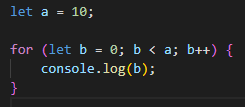 let a = 10;
for (let b = 0; b < a; b++) {
    console.log(b);
}